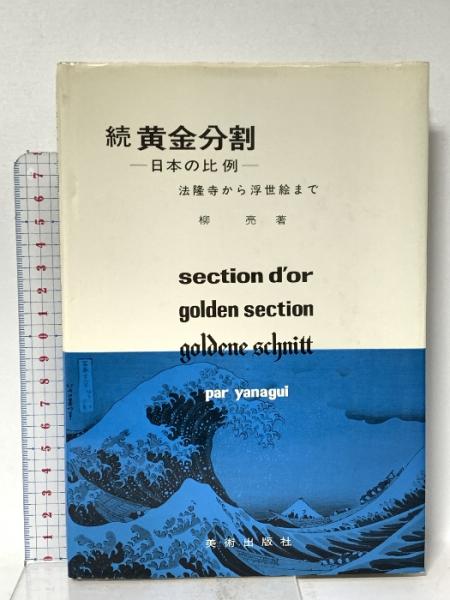 続 黄金分割
―日本の比例―
法隆寺から浮世絵まで
柳 亮 著
section d'or
golden section
goldene schnitt
par yanagui
美術出版社